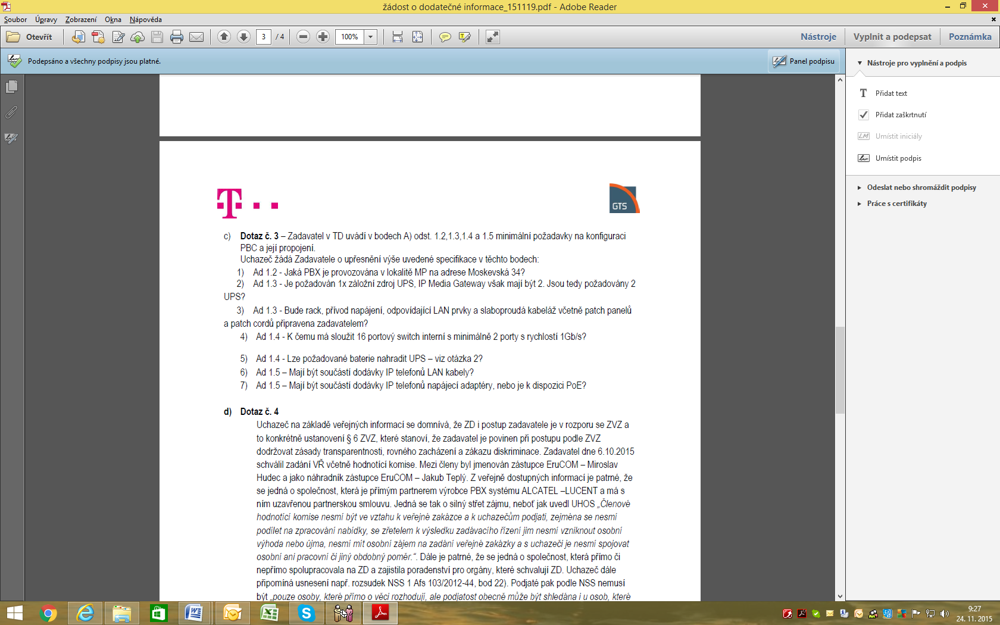 žádost o dodatečné informace_151119.pdf - Adobe Reader
Soubor Úpravy Zobrazení Okna Nápověda
Otevřít 3 / 4 100% Nástroje Vyplnit a podepsat Poznámka
Podepsáno a všechny podpisy jsou platné. Panel podpisu
Nástroje pro vyplnění a podpis
Přidat text
Přidat zaškrtnutí
LM Umístit iniciály
Umístit podpis
Odeslat nebo shromáždit podpisy
Práce s certifikáty
T
GTS
c) Dotaz č. 3 – Zadavatel v TD uvádí v bodech A) odst. 1.2,1.3,1.4 a 1.5 minimální požadavky na konfiguraci
PBC a její propojení.
Uchazeč žádá Zadavatele o upřesnění výše uvedené specifikace v těchto bodech:
1) Ad 1.2 - Jaká PBX je provozována v lokalitě MP na adrese Moskevská 34?
2) Ad 1.3 - Je požadován 1x záložní zdroj UPS, IP Media Gateway však mají být 2. Jsou tedy požadovány 2
UPS?
3) Ad 1.3 - Bude rack, přívod napájení, odpovídající LAN prvky a slaboproudá kabeláž včetně patch panelů
a patch cordů připravena zadavatelem?
4) Ad 1.4 - K čemu má sloužit 16 portový switch interní s minimálně 2 porty s rychlostí 1Gb/s?
5) Ad 1.4 - Lze požadované baterie nahradit UPS – viz otázka 2?
6) Ad 1.5 – Mají být součástí dodávky IP telefonů LAN kabely?
7) Ad 1.5 – Mají být součástí dodávky IP telefonů napájecí adaptéry, nebo je k dispozici PoE?
d) Dotaz č. 4
Uchazeč na základě veřejných informací se domnívá, že ZD i postup zadavatele je v rozporu se ZVZ a
to konkrétně ustanovení § 6 ZVZ, které stanoví, že zadavatel je povinen při postupu podle ZVZ
dodržovat zásady transparentnosti, rovného zacházení a zákazu diskriminace. Zadavatel dne 6.10.2015
schválil zadání VŘ včetně hodnotící komise. Mezi členy byl jmenován zástupce EruCOM – Miroslav
Hudec a jako náhradník zástupce EruCOM – Jakub Teplý. Z veřejně dostupných informací je patrné, že
se jedná o společnost, která je přímým partnerem výrobce PBX systému ALCATEL –LUCENT a má s
ním uzavřenou partnerskou smlouvu. Jedná se tak o silný střet zájmu, neboť jak uvedl UHOS „Členové
hodnotící komise nesmí být ve vztahu k veřejné zakázce a k uchazečům podjati, zejména se nesmí
podílet na zpracování nabídky, se zřetelem k výsledku zadávacího řízení jim nesmí vzniknout osobní
výhoda nebo újma, nesmí mít osobní zájem na zadání veřejné zakázky a s uchazeči je nesmí spojovat
osobní ani pracovní či jiný obdobný poměr.“. Dále je patrné, že se jedná o společnost, která přímo či
nepřímo spolupracovala na ZD a zajistila poradenství pro orgány, které schvalují ZD. Uchazeč dále
připomíná usnesení např. rozsudek NSS 1 Afs 103/2012-44, bod 22). Podjaté pak podle NSS nemusí
být „pouze osoby, které přímo o věci rozhodují, ale podjatost obecně může být shledána i u osob, které
9:27
24. 11. 2015